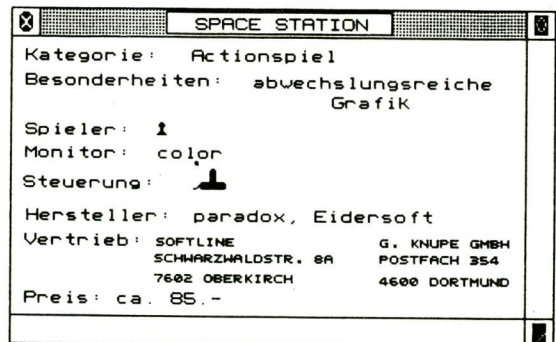 SPACE STATION
Kategorie: Actionspiel
Besonderheiten: abwechslungsreiche
Grafik
Spieler:
Monitor: color
Steuerung:
Hersteller: paradox, Eidersoft
Vertrieb: SOFTLINE G. KNUPE GMBH
SCHWARZWALDSTR. 8A POSTFACH 354
7602 OBERKIRCH 4600 DORTMUND
Preis: ca. 85.-